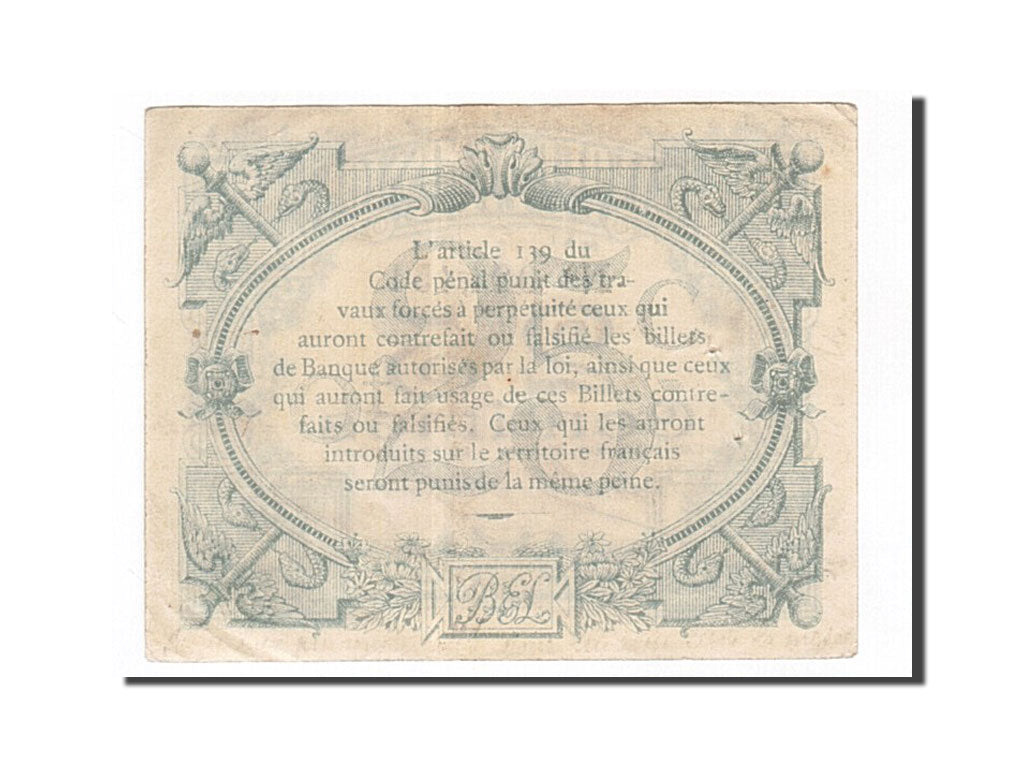 L'article 139 du
Code pénal punit des tra-
vaux forcés à perpétuité ceux qui
auront contrefait ou falsifié les billets
de Banque autorisés par la loi, ainsi que ceux
qui auront fait usage de ces Billets contre-
faits ou falsifiés. Ceux qui les auront
introduits sur le territoire français
seront punis de la même peine.
25
BEL